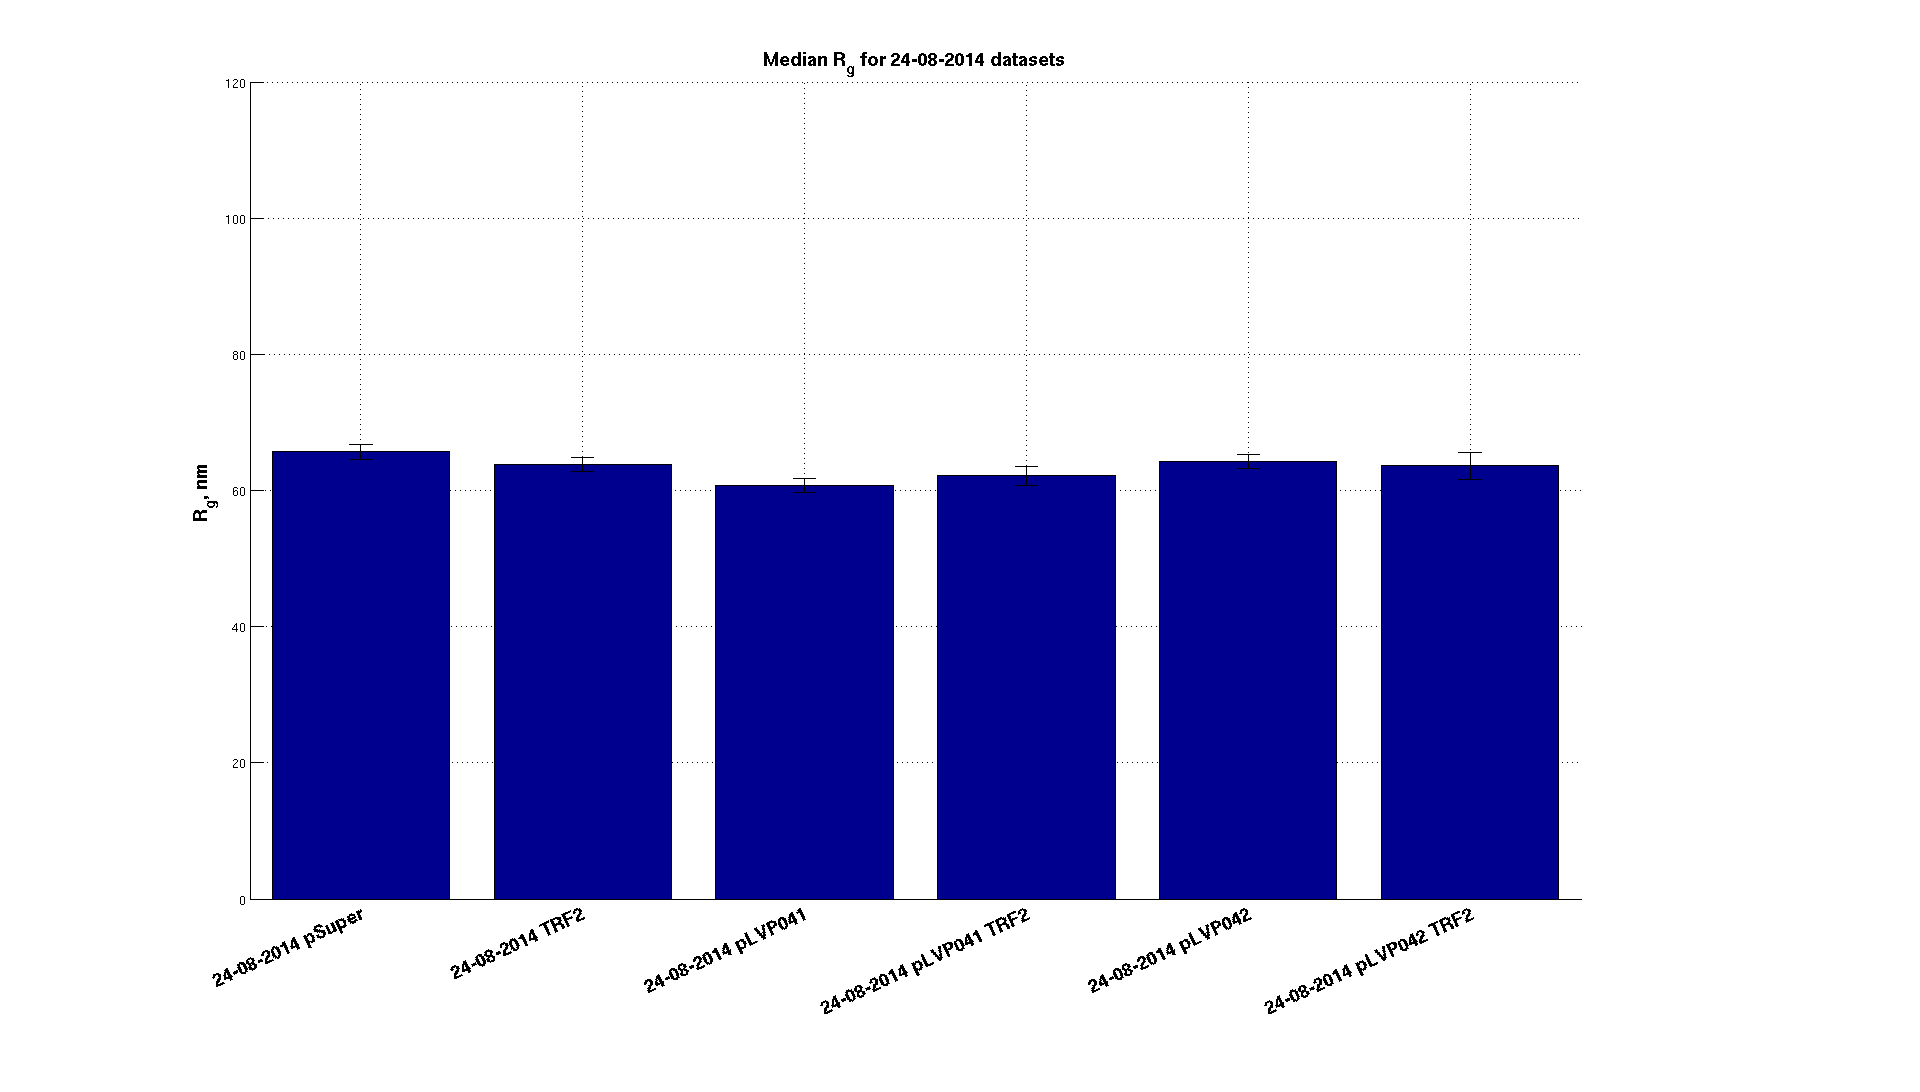 Median Rg for 24-08-2014 datasets
120
100
80
60
40
20
0
Rg, nm
24-08-2014 pSuper
24-08-2014 TRF2
24-08-2014 pLVP041
24-08-2014 pLVP041 TRF2
24-08-2014 pLVP042
24-08-2014 pLVP042 TRF2